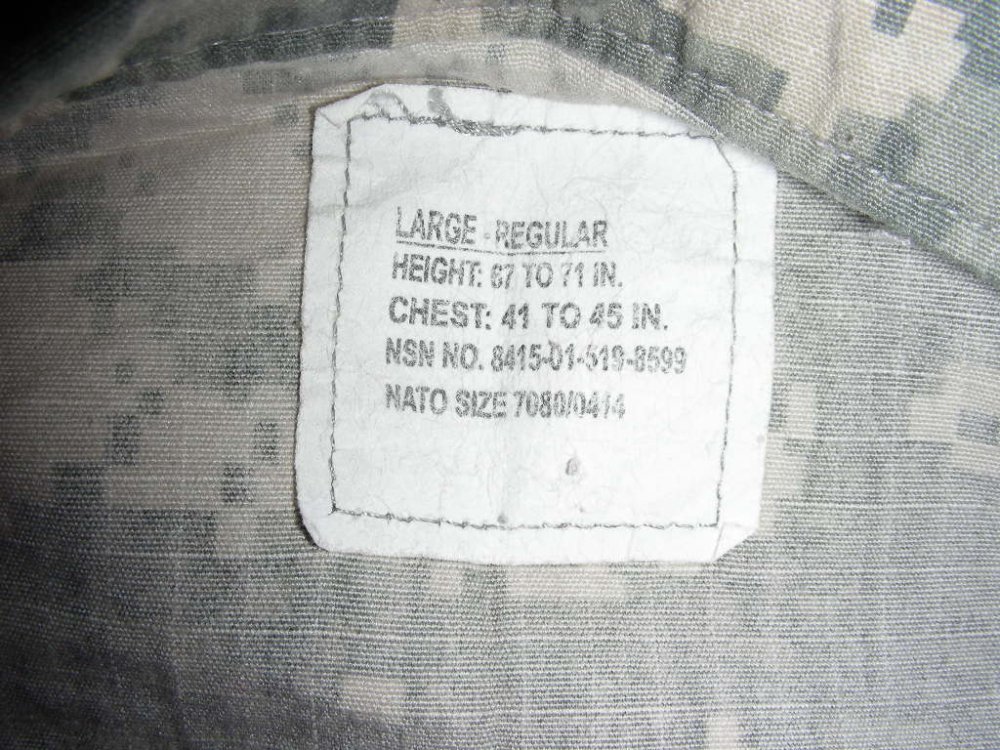 LARGE - REGULAR
HEIGHT: 67 TO 71 IN.
CHEST: 41 TO 45 IN.
NSN NO. 8415-01-519-8599
NATO SIZE 7080/0414